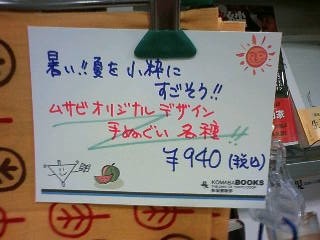 暑い!!夏を小粋に
すごそう!!
ムサビオリジナルデザイン
手ぬぐい 各種!!
¥940(税込)
KOMABA BOOKS